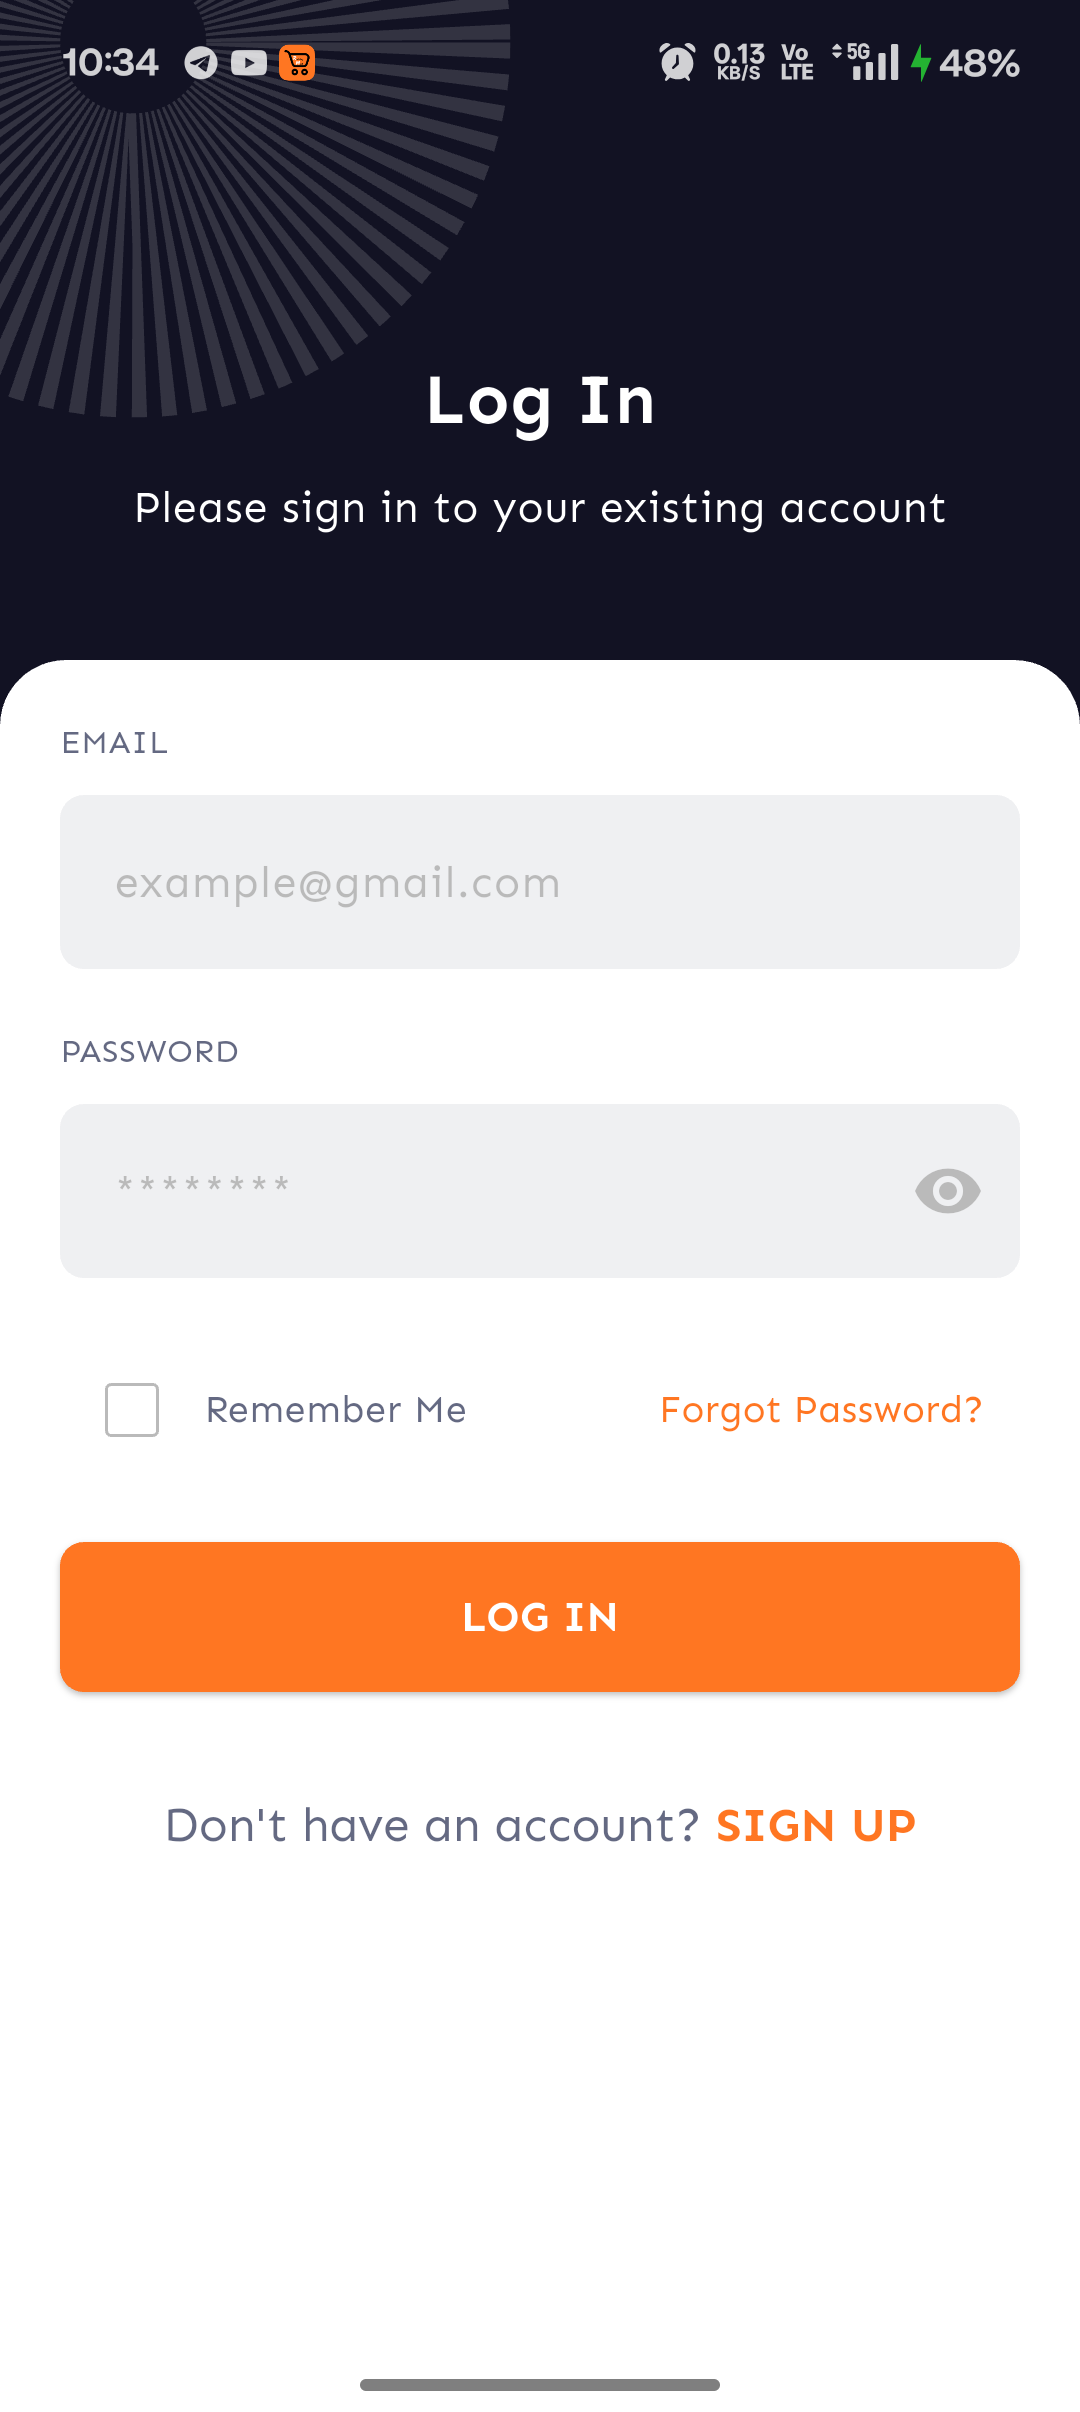 10:34 0.13 KB/S Vo LTE 5G 48%
Log In
Please sign in to your existing account
EMAIL
example@gmail.com
PASSWORD
********
Remember Me Forgot Password?
LOG IN
Don't have an account? SIGN UP